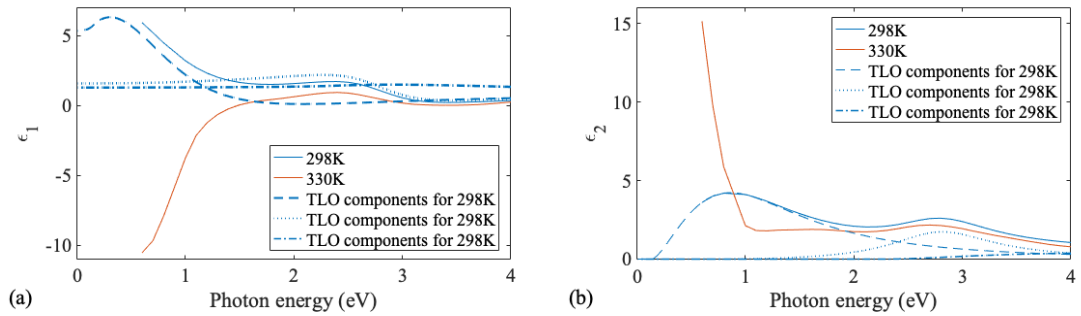 5
0
-5
-10
ϵ1
0
1
2
3
4
Photon energy (eV)
298K
330K
TLO components for 298K
TLO components for 298K
TLO components for 298K
(a)
15
10
5
0
ϵ2
0
1
2
3
4
Photon energy (eV)
298K
330K
TLO components for 298K
TLO components for 298K
TLO components for 298K
(b)